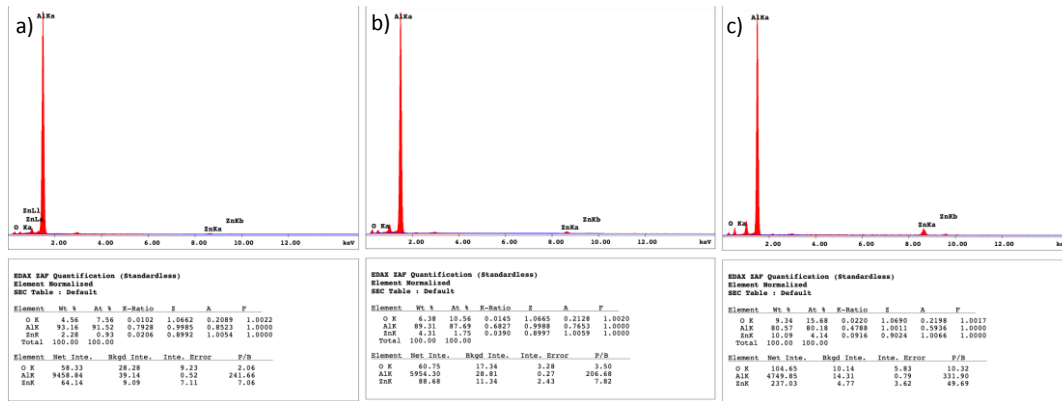 a)
AlKa
ZnLl
ZnLa
O Ka
ZnKa
ZnKb
2.00 4.00 6.00 8.00 10.00 12.00 keV
EDAX ZAF Quantification (Standardless)
Element Normalized
SEC Table : Default
Element Wt % At % K-Ratio Z A F
O K 4.56 7.56 0.0102 1.0662 0.2089 1.0022
AlK 93.16 91.52 0.7928 0.9985 0.8523 1.0000
ZnK 2.28 0.93 0.0206 0.8992 1.0054 1.0000
Total 100.00 100.00
Element Net Inte. Bkgd Inte. Inte. Error P/B
O K 58.33 28.28 9.23 2.06
AlK 9458.84 39.14 0.52 241.66
ZnK 64.14 9.09 7.11 7.06
b)
AlKa
O Ka
ZnKa
ZnKb
2.00 4.00 6.00 8.00 10.00 12.00 keV
EDAX ZAF Quantification (Standardless)
Element Normalized
SEC Table : Default
Element Wt % At % K-Ratio Z A F
O K 6.38 10.56 0.0145 1.0665 0.2128 1.0020
AlK 89.31 87.69 0.6827 0.9988 0.7653 1.0000
ZnK 4.31 1.75 0.0390 0.8997 1.0059 1.0000
Total 100.00 100.00
Element Net Inte. Bkgd Inte. Inte. Error P/B
O K 60.75 17.34 3.28 3.50
AlK 5954.30 28.81 0.27 206.68
ZnK 88.68 11.34 2.43 7.82
c)
AlKa
O Ka
ZnKa
ZnKb
2.00 4.00 6.00 8.00 10.00 12.00 keV
EDAX ZAF Quantification (Standardless)
Element Normalized
SEC Table : Default
Element Wt % At % K-Ratio Z A F
O K 9.34 15.68 0.0220 1.0690 0.2198 1.0017
AlK 80.57 80.18 0.4788 1.0011 0.5936 1.0000
ZnK 10.09 4.14 0.0916 0.9024 1.0066 1.0000
Total 100.00 100.00
Element Net Inte. Bkgd Inte. Inte. Error P/B
O K 104.65 10.14 5.83 10.32
AlK 4749.85 14.31 0.79 331.90
ZnK 237.03 4.77 3.62 49.69